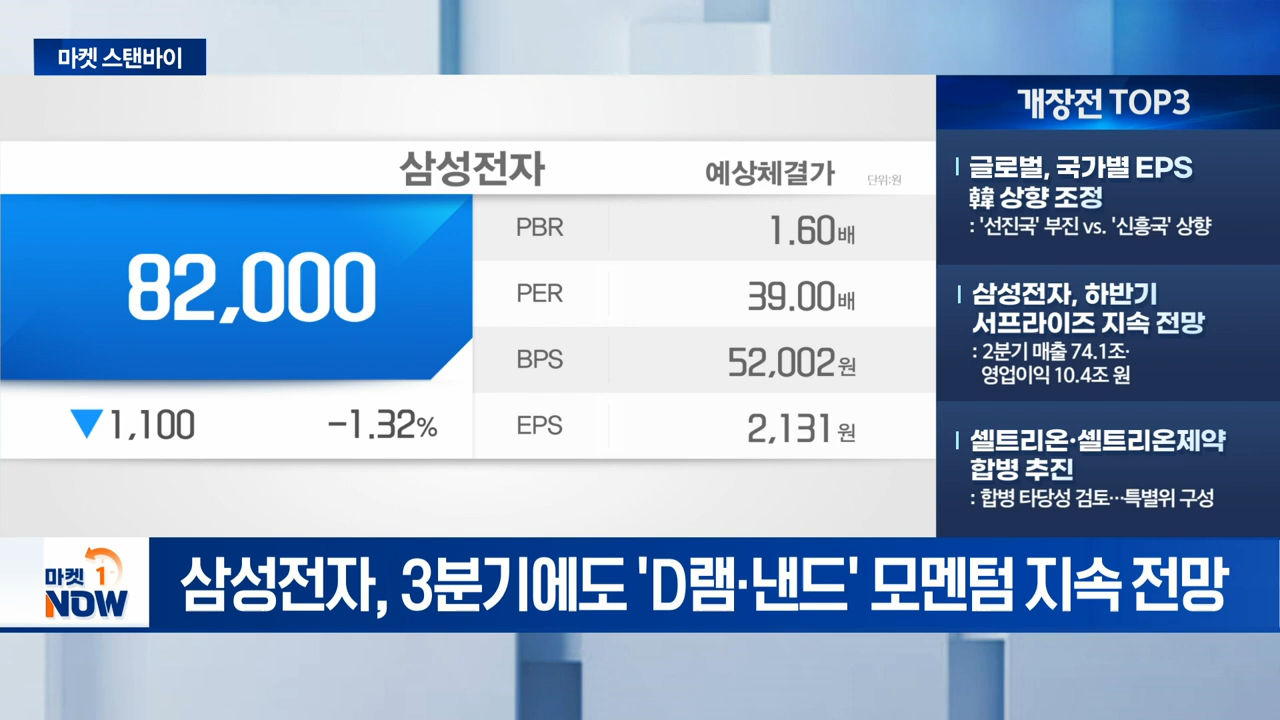 마켓 스탠바이
삼성전자
예상체결가
단위:원
82,000
▼1,100 -1.32%
PBR 1.60배
PER 39.00배
BPS 52,002원
EPS 2,131원
개장전 TOP3
글로벌, 국가별 EPS
韓 상향 조정
: '선진국' 부진 vs. '신흥국' 상향
삼성전자, 하반기
서프라이즈 지속 전망
: 2분기 매출 74.1조·
영업이익 10.4조 원
셀트리온·셀트리온제약
합병 추진
: 합병 타당성 검토…특별위 구성
마켓 1
NOW
삼성전자, 3분기에도 'D램·낸드' 모멘텀 지속 전망